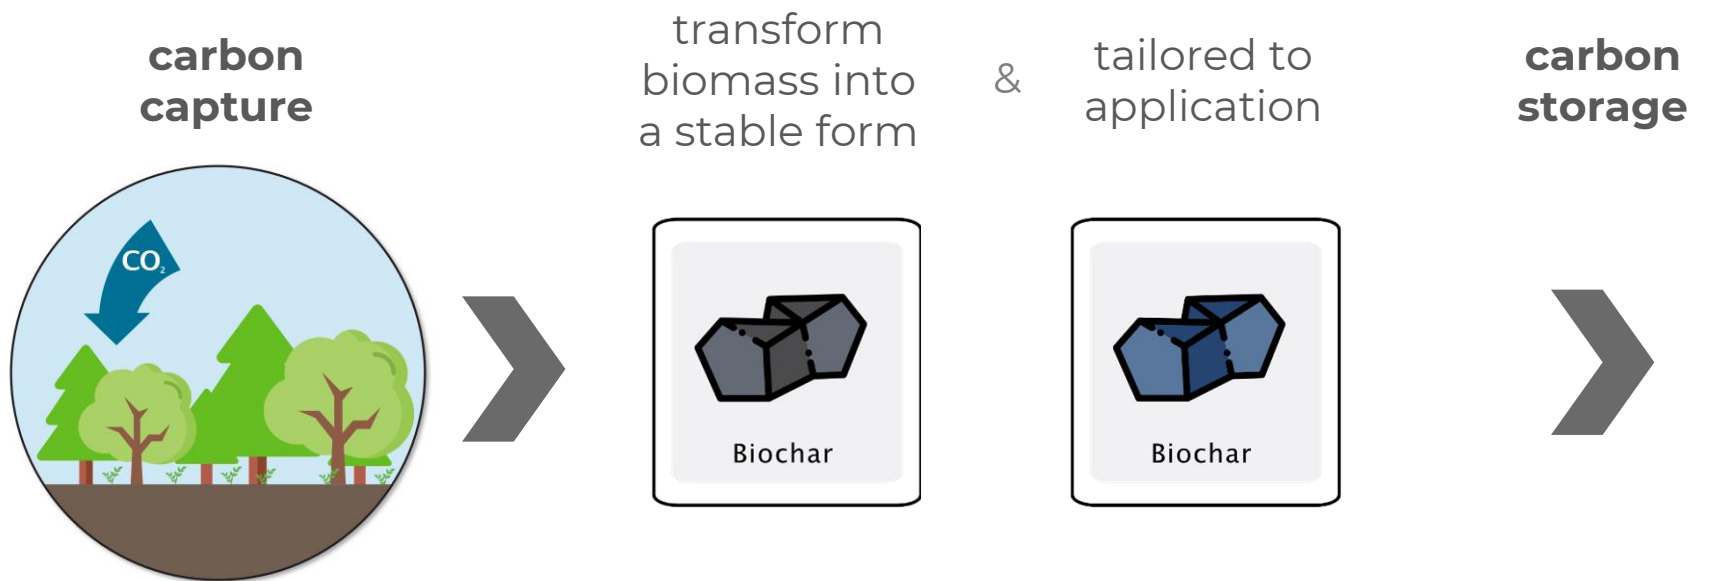 carbon
capture
transform
biomass into
a stable form
&
tailored to
application
carbon
storage
CO₂
Biochar
Biochar